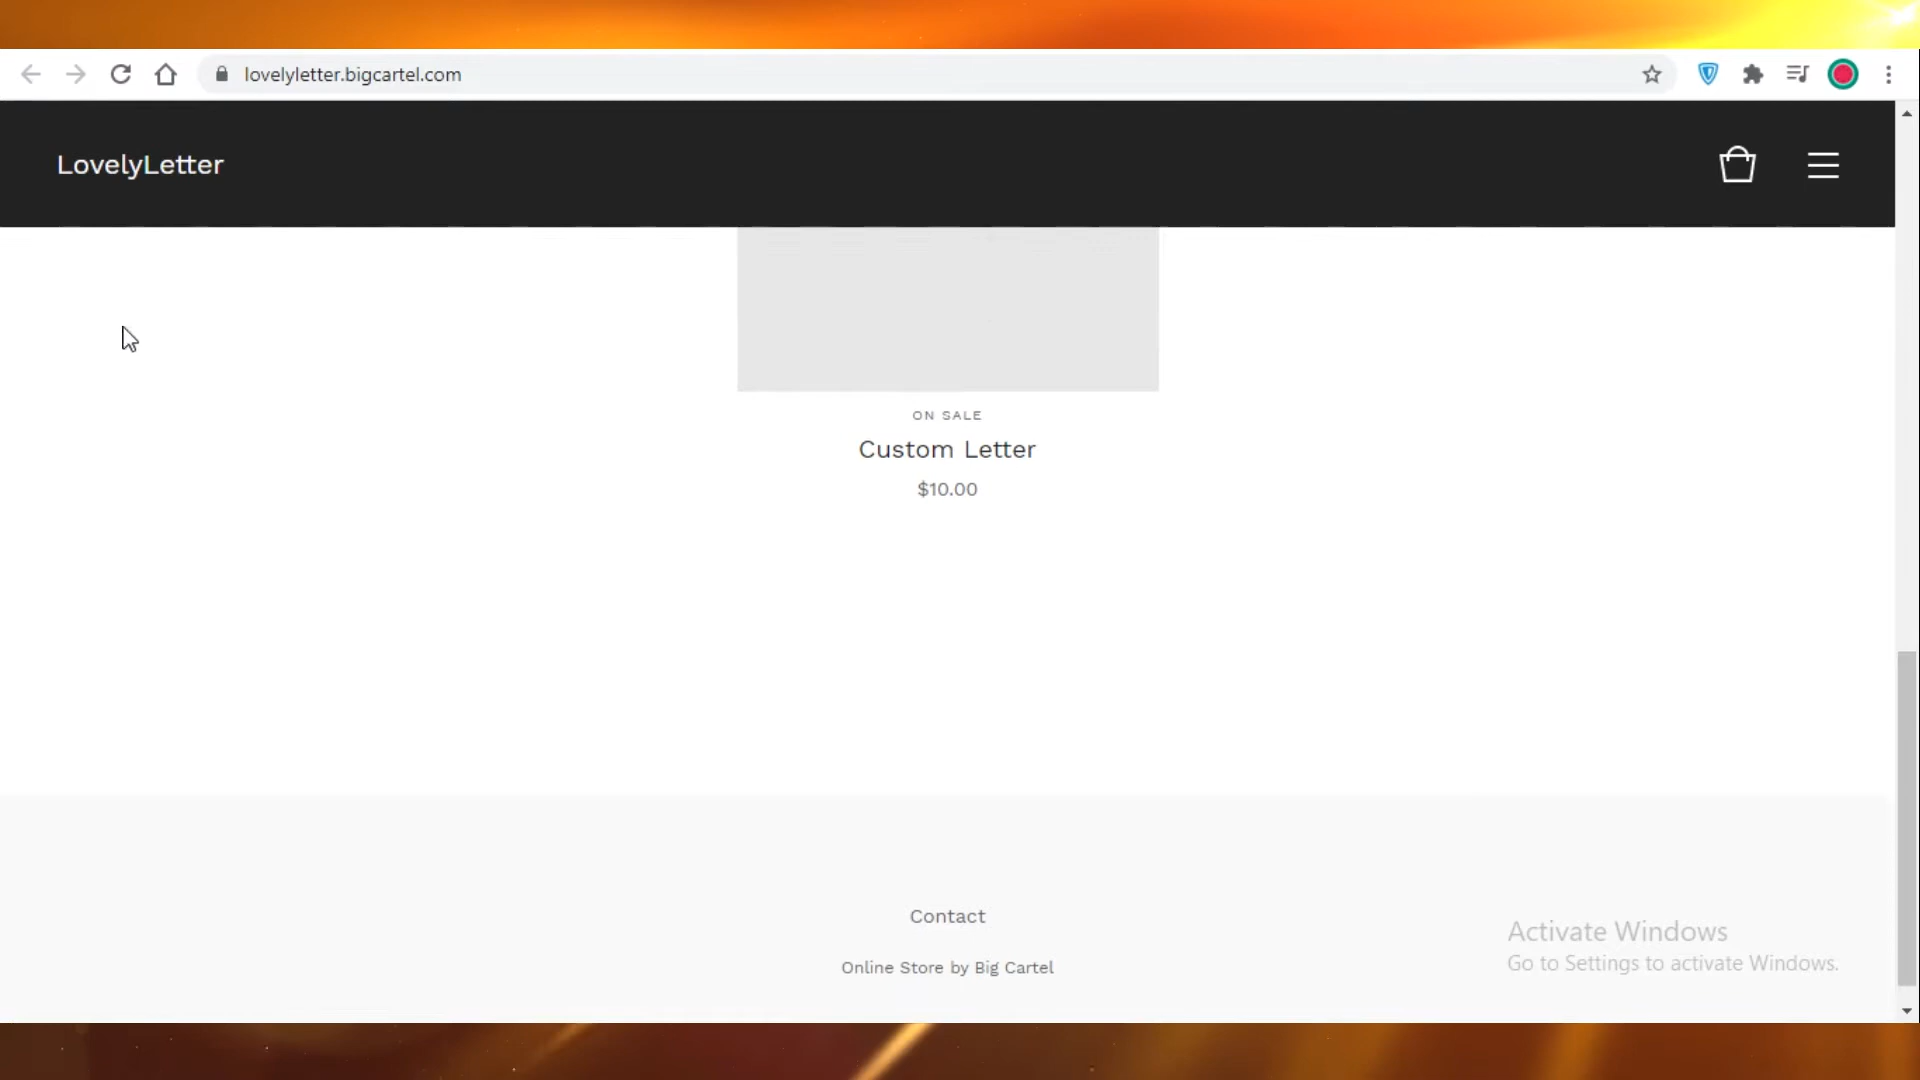 lovelyletter.bigcartel.com
LovelyLetter
ON SALE
Custom Letter
$10.00
Contact
Online Store by Big Cartel
Activate Windows
Go to Settings to activate Windows.